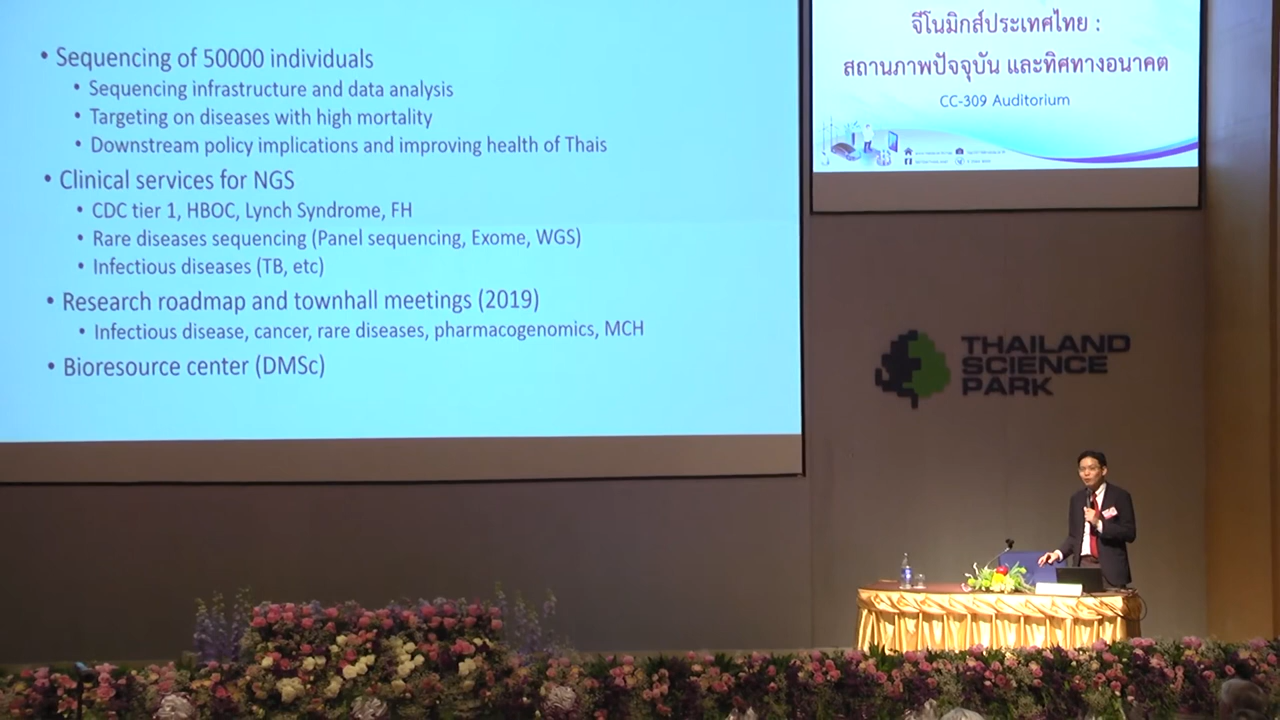 • Sequencing of 50000 individuals
• Sequencing infrastructure and data analysis
• Targeting on diseases with high mortality
• Downstream policy implications and improving health of Thais
• Clinical services for NGS
• CDC tier 1, HBOC, Lynch Syndrome, FH
• Rare diseases sequencing (Panel sequencing, Exome, WGS)
• Infectious diseases (TB, etc)
• Research roadmap and townhall meetings (2019)
• Infectious disease, cancer, rare diseases, pharmacogenomics, MCH
• Bioresource center (DMSc)
จีโนมิกส์ประเทศไทย :
สถานภาพปัจจุบัน และทิศทางอนาคต
CC-309 Auditorium
THAILAND
SCIENCE
PARK